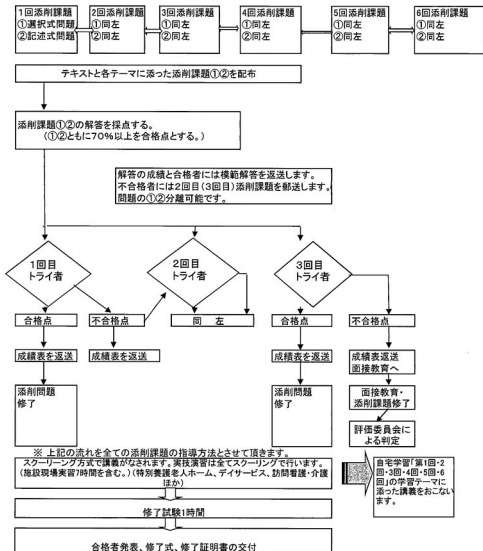 1回添削課題
①選択式問題
②記述式問題
2回添削課題
①同左
②同左
3回添削課題
①同左
②同左
4回添削課題
①同左
②同左
5回添削課題
①同左
②同左
6回添削課題
①同左
②同左
テキストと各テーマに添った添削課題①②を配布
添削課題①②の解答を採点する。
(①②ともに70%以上を合格点とする。)
解答の成績と合格者には模範解答を返送します。
不合格者には2回目(3回目)添削課題を郵送します。
問題の①②分離可能です。
1回目
トライ者
2回目
トライ者
3回目
トライ者
合格点
不合格点
同 左
合格点
不合格点
成績表を返送
成績表を返送
成績表を返送
成績表返送
面接教育へ
添削問題
修了
添削問題
修了
面接教育・
添削課題修了
評価委員会に
よる判定
※ 上記の流れを全ての添削課題の指導方法とさせて頂きます。
スクーリーング方式で講義がなされます。実技演習は全てスクーリングで行います。
(施設現場実習7時間を含む。)(特別養護老人ホーム、デイサービス、訪問看護・介護
ほか)
自宅学習「第1回・2
回・3回・4回・5回・6
回」の学習テーマに
添った講義をおこない
ます。
修了試験1時間
合格者発表、修了式、修了証明書の交付